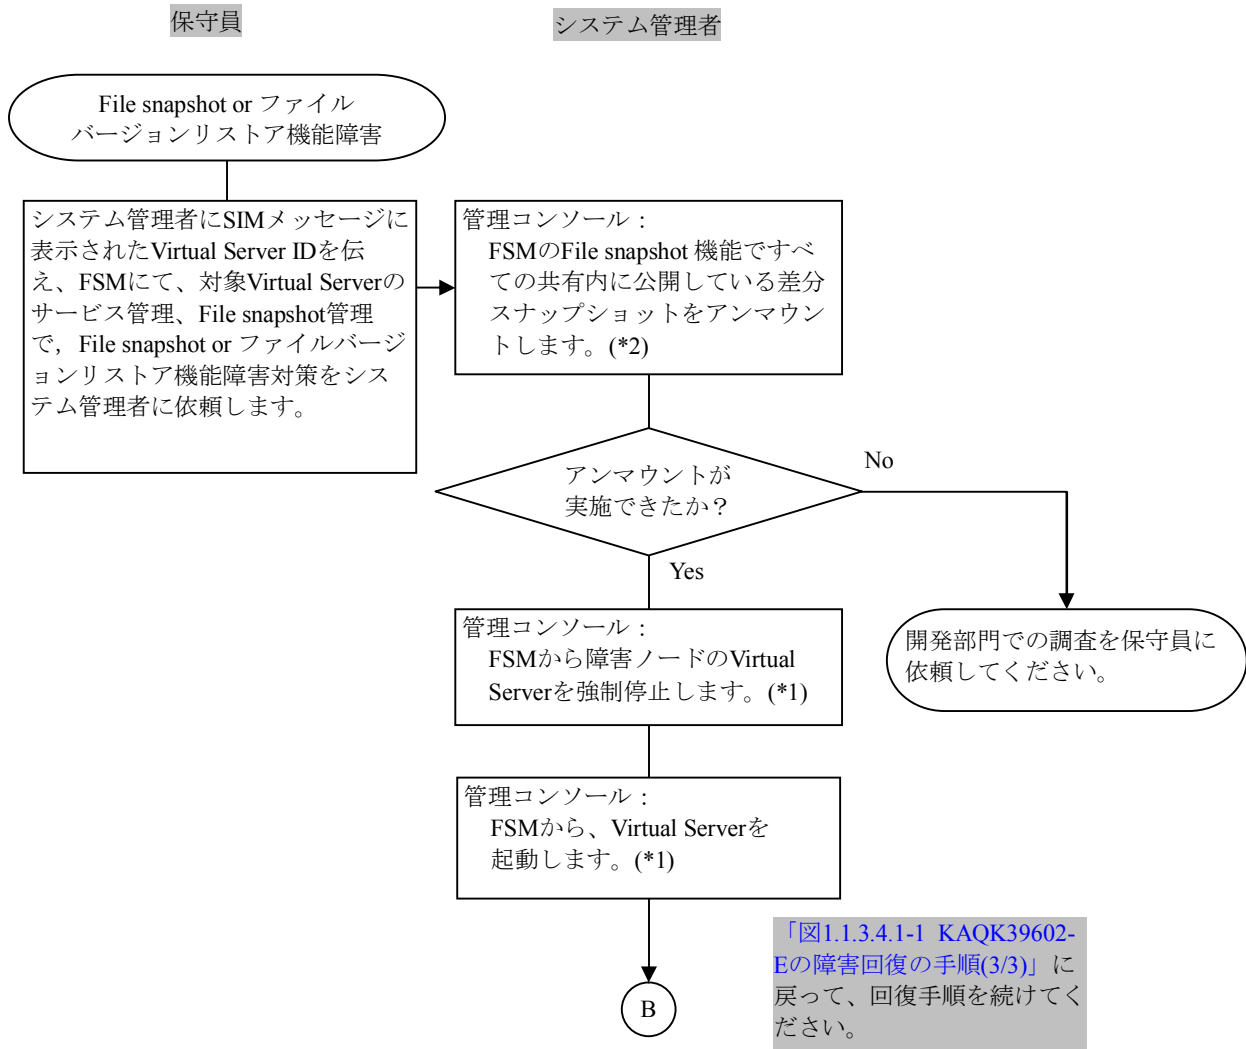 保守員
システム管理者
File snapshot or ファイル
バージョンリストア機能障害
システム管理者にSIMメッセージに
表示されたVirtual Server IDを伝
え、FSMにて、対象Virtual Serverの
サービス管理、File snapshot管理
で，File snapshot or ファイルバージ
ョンリストア機能障害対策をシス
テム管理者に依頼します。
管理コンソール：
FSMのFile snapshot 機能ですべ
ての共有内に公開している差分
スナップショットをアンマウン
トします。(*2)
アンマウントが
実施できたか？
No
Yes
管理コンソール：
FSMから障害ノードのVirtual
Serverを強制停止します。(*1)
開発部門での調査を保守員に
依頼してください。
管理コンソール：
FSMから、Virtual Serverを
起動します。(*1)
「図1.1.3.4.1-1 KAQK39602-
Eの障害回復の手順(3/3)」に
戻って、回復手順を続けてく
ださい。
B